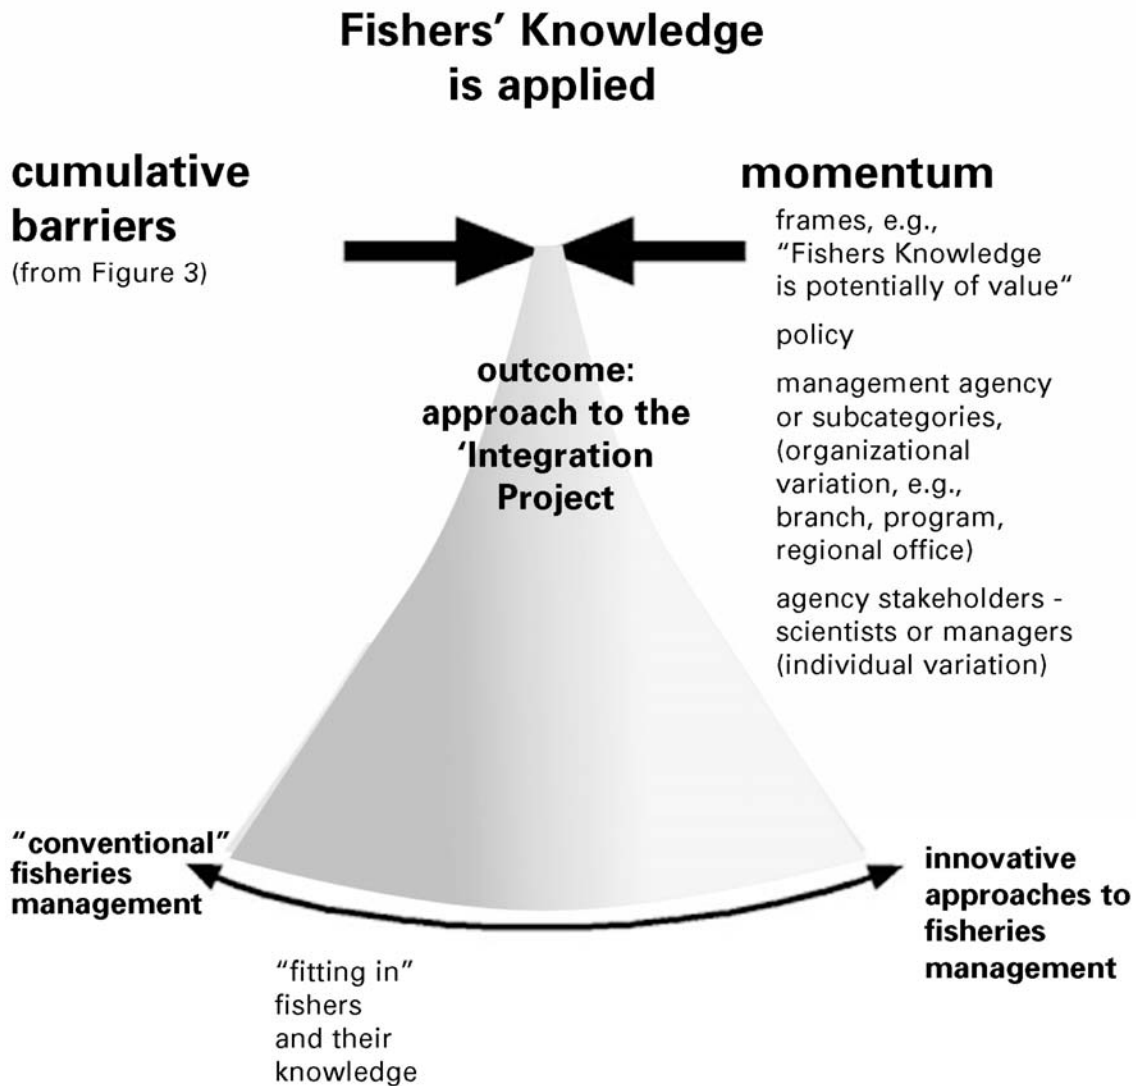 Fishers’ Knowledge
is applied
cumulative
barriers
(from Figure 3)
momentum
frames, e.g.,
“Fishers Knowledge
is potentially of value“
policy
management agency
or subcategories,
(organizational
variation, e.g.,
branch, program,
regional office)
agency stakeholders -
scientists or managers
(individual variation)
outcome:
approach to the
‘Integration
Project
“conventional”
fisheries
management
“fitting in”
fishers
and their
knowledge
innovative
approaches to
fisheries
management